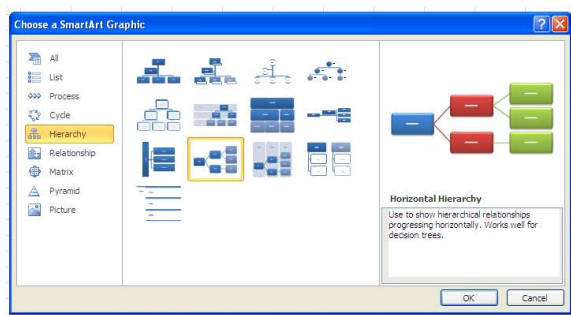 Choose a SmartArt Graphic
All
List
Process
Cycle
Hierarchy
Relationship
Matrix
Pyramid
Picture
Horizontal Hierarchy
Use to show hierarchical relationships
progressing horizontally. Works well for
decision trees.
OK
Cancel